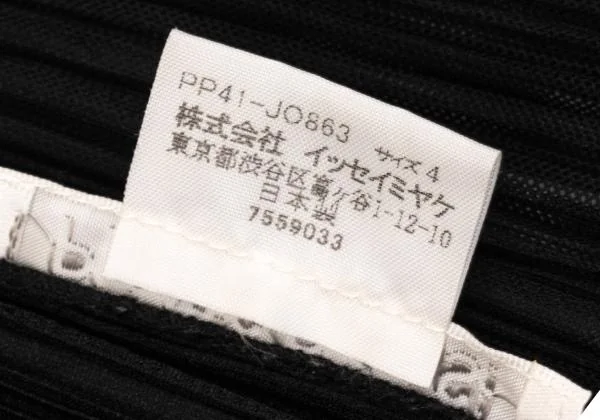 PP41-JO863 サイズ 4
株式会社 イッセイミヤケ
東京都渋谷区富ケ谷1-12-10
日本製
7559033